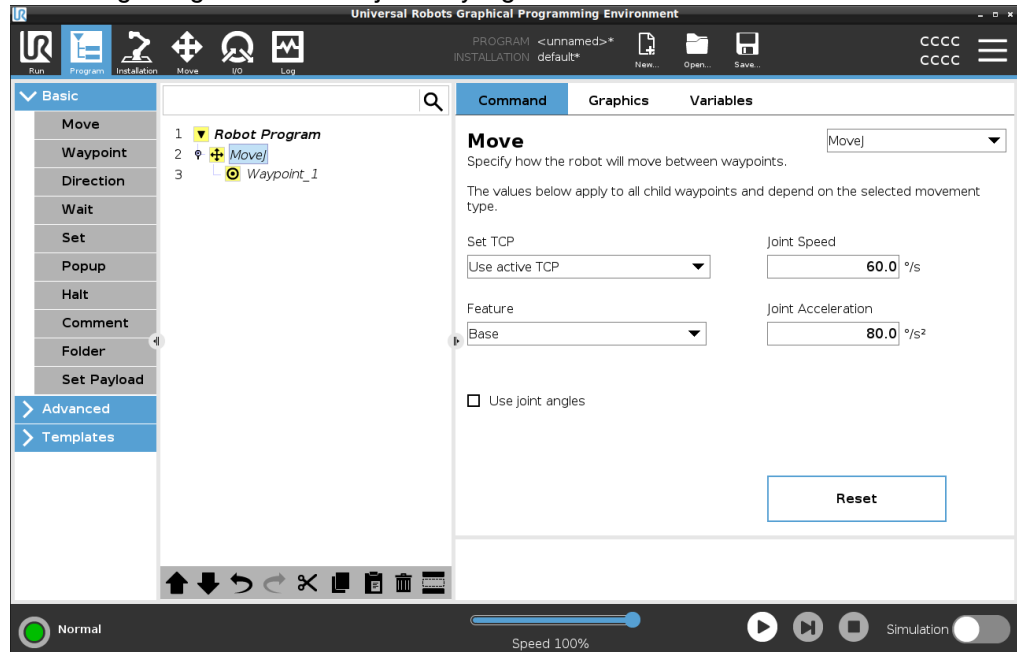 Universal Robots Graphical Programming Environment
UR
Run
Program
Installation
Move
I/O
Log
PROGRAM <unnamed>*
INSTALLATION default*
New...
Open...
Save...
CCCC
CCCC
Basic
Move
Waypoint
Direction
Wait
Set
Popup
Halt
Comment
Folder
Set Payload
Advanced
Templates
1 Robot Program
2 MoveJ
3 Waypoint_1
Command Graphics Variables
Move
MoveJ
Specify how the robot will move between waypoints.
The values below apply to all child waypoints and depend on the selected movement
type.
Set TCP
Joint Speed
Use active TCP
60.0 °/s
Feature
Joint Acceleration
Base
80.0 °/s²
Use joint angles
Reset
Normal
Speed 100%
Simulation